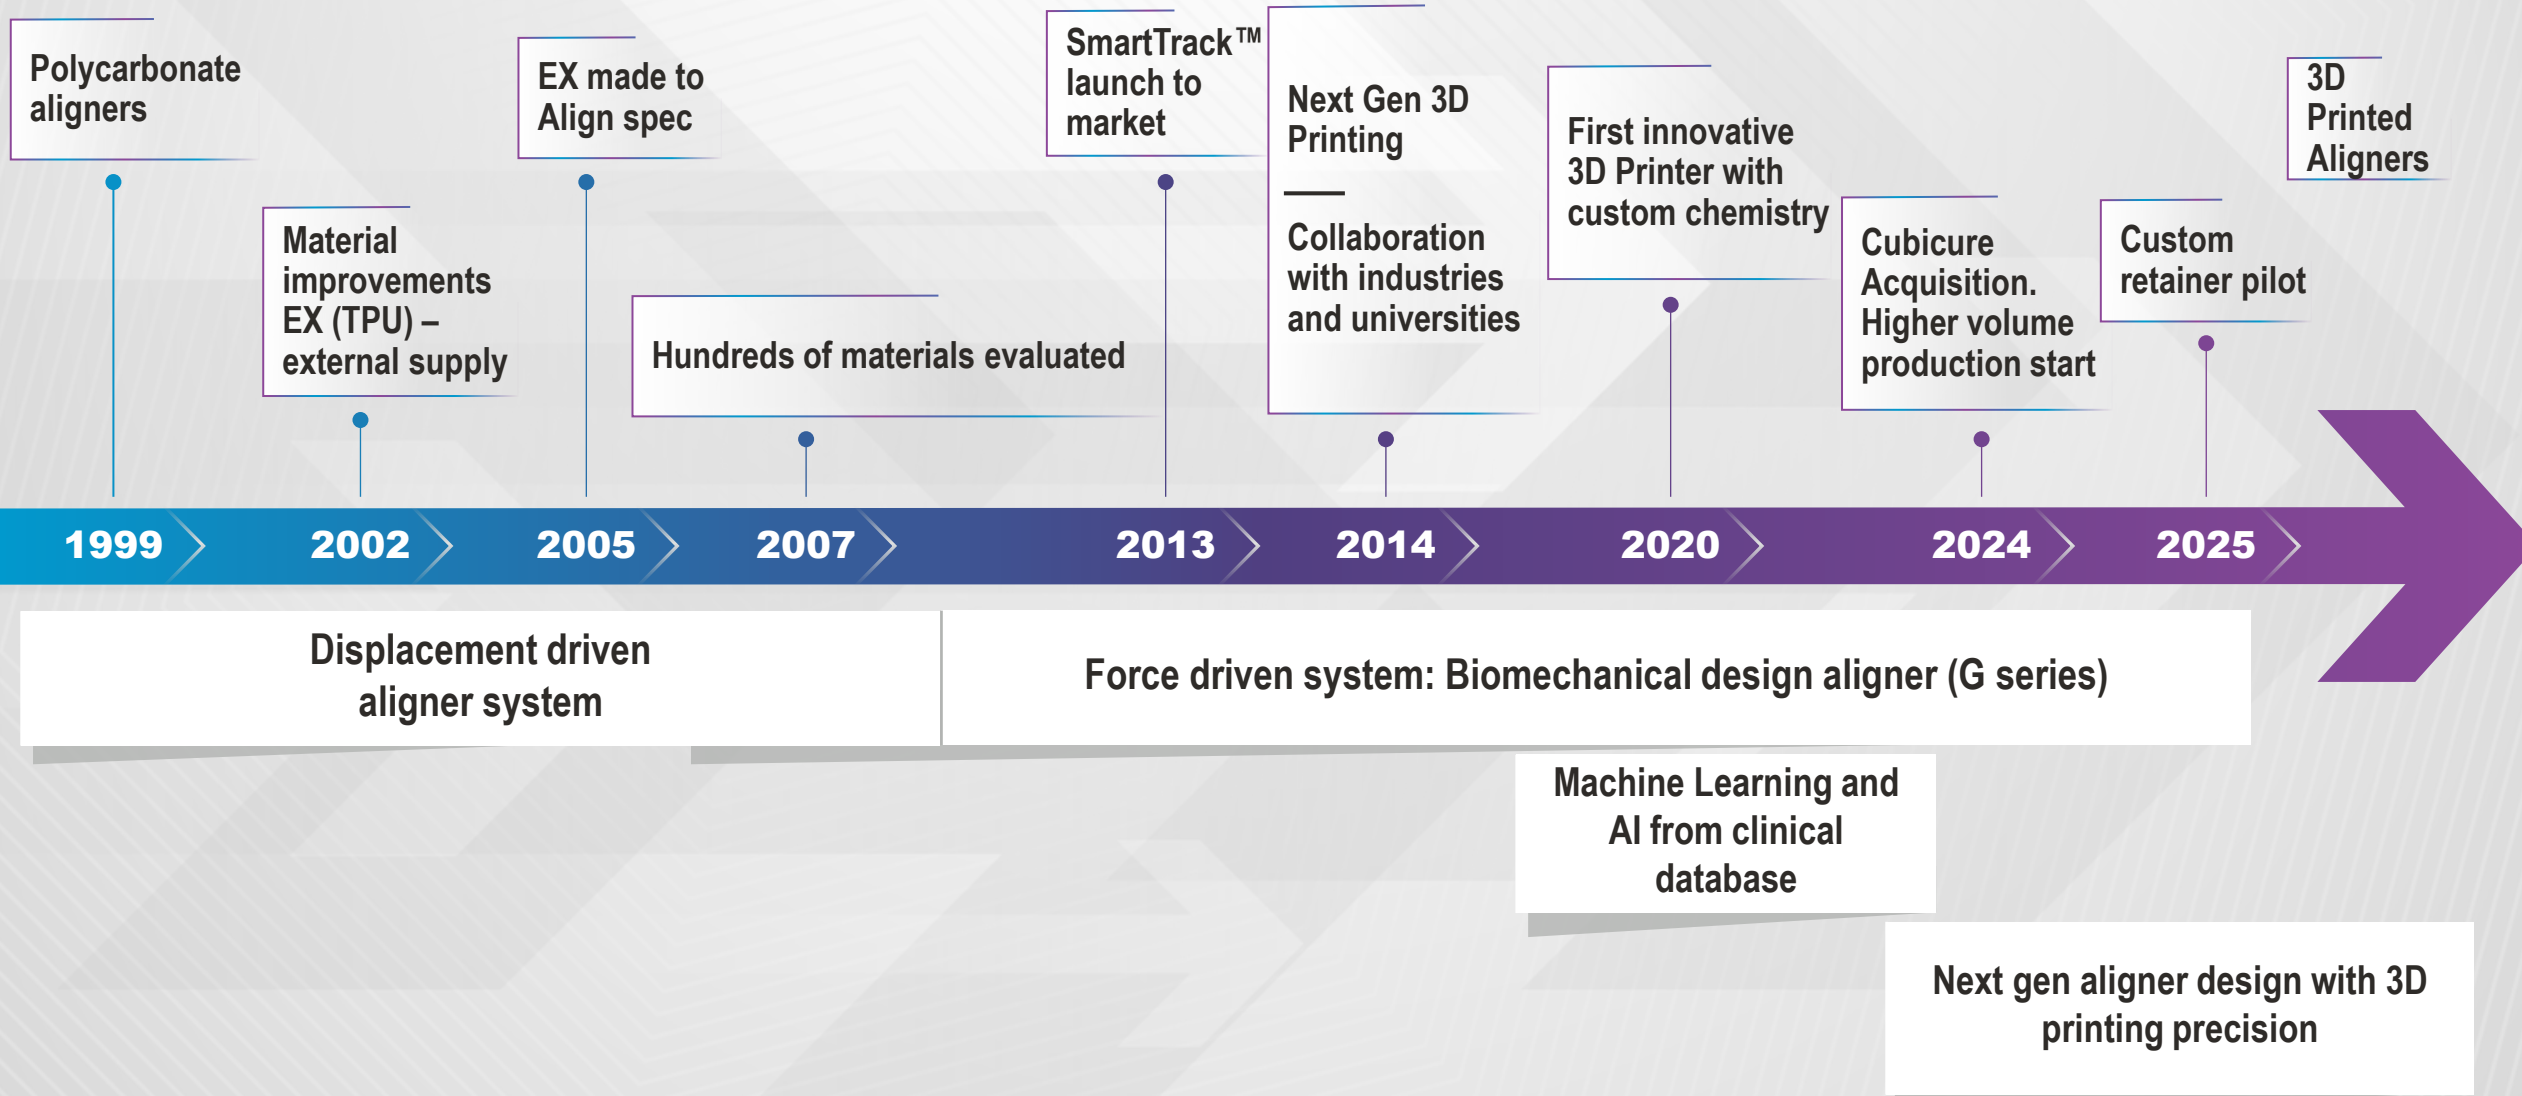 Polycarbonate
aligners
Material
improvements
EX (TPU) –
external supply
EX made to
Align spec
Hundreds of materials evaluated
SmartTrack™
launch to
market
Next Gen 3D
Printing
Collaboration
with industries
and universities
First innovative
3D Printer with
custom chemistry
Cubicure
Acquisition.
Higher volume
production start
Custom
retainer pilot
3D
Printed
Aligners
1999
2002
2005
2007
2013
2014
2020
2024
2025
Displacement driven
aligner system
Force driven system: Biomechanical design aligner (G series)
Machine Learning and
AI from clinical
database
Next gen aligner design with 3D
printing precision